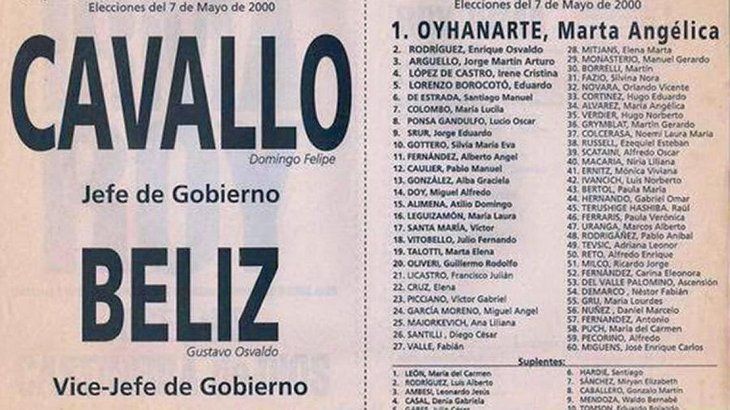 Elecciones del 7 de Mayo de 2000
CAVALLO
Domingo Felipe
Jefe de Gobierno
BELIZ
Gustavo Osvaldo
Vice-Jefe de Gobierno
Elecciones del 7 de Mayo de 2000
1. OYHANARTE, Marta Angélica
2. RODRÍGUEZ, Enrique Osvaldo
3. ARGUELLO, Jorge Martín Arturo
4. LÓPEZ DE CASTRO, Irene Cristina
5. LORENZO BOROCOTÓ, Eduardo
6. DE ESTRADA, Santiago Manuel
7. COLOMBO, María Lucila
8. PONSA GANDULFO, Lucio Oscar
9. SRUR, Jorge Eduardo
10. GOTTERO, Silvia María Eva
11. FERNÁNDEZ, Alberto Angel
12. CAULIER, Pablo Manuel
13. GONZÁLEZ, Alba Graciela
14. DOY, Miguel Alfredo
15. ALIMENA, Atilio Domingo
16. LEGUIZAMÓN, María Laura
17. SANTA MARÍA, Víctor
18. VITOBELLO, Julio Fernando
19. TALOTTI, Marta Elena
20. OLIVERI, Guillermo Rodolfo
21. LICASTRO, Francisco Julián
22. CRUZ, Elena
23. PICCIANO, Víctor Gabriel
24. GARCÍA MORENO, Miguel Angel
25. MAIORKEVICH, Ana Liliana
26. SANTILLI, Diego César
27. VALLE, Fabián
28. MITJANS, Elena Marta
29. MONASTERIO, Manuel Gerardo
30. BORRELLI, Martín
31. FAZIO, Silvina Nora
32. NOVARA, Orlando Vicente
33. CORTINEZ, Hugo Eduardo
34. ALVAREZ, María Angélica
35. VERDIER, Hugo Norberto
36. GRYMBLAT, Martín Gerardo
37. COLCERASA, Noemí Laura María
38. RUSSELL, Ezequiel Esteban
39. SCATAINI, Alfredo Oscar
40. MACARIA, Niria Liliana
41. ERNITZ, Mónica Viviana
42. IVANCICH, Luis Norberto
43. BERTOL, Paula María
44. HERNANDO, Gabriel Omar
45. TERUSHIGE HASHIBA. Raúl
46. FERRARIS, Paula Verónica
47. URANGA, Marcos Alberto
48. RODRIGÁÑEZ, Pablo Aníbal
49. TEVSIC, Adriana Leonor
50. RETO, Alfredo Enrique
51. MILCO, Ricardo Jorge
52. FERNÁNDEZ, Carina Eleonora
53. DEL VALLE PALOMINO, Ascensión
54. DEMARCO, Néstor Fabián
55. GRU, María Lourdes
56. NUÑEZ, Daniel Marcelo
57. FERNANDEZ, Antonio
58. PUCH, María del Carmen
59. PECORINO, Alfredo
60. MIGUENS, José Enrique Carlos
Suplentes:
1. LEÓN, María del Carmen
2. RODRÍGUEZ, Luis Alberto
3. AMBESI, Leonardo Jesús
4. CASAL, Denia Gabriela
6. HARDIE, Santiago
7. SÁNCHEZ, Miryan Elizabeth
8. CABALLERO, Gonzalo Martín
9. MENDOZA, Waldo Bernabé